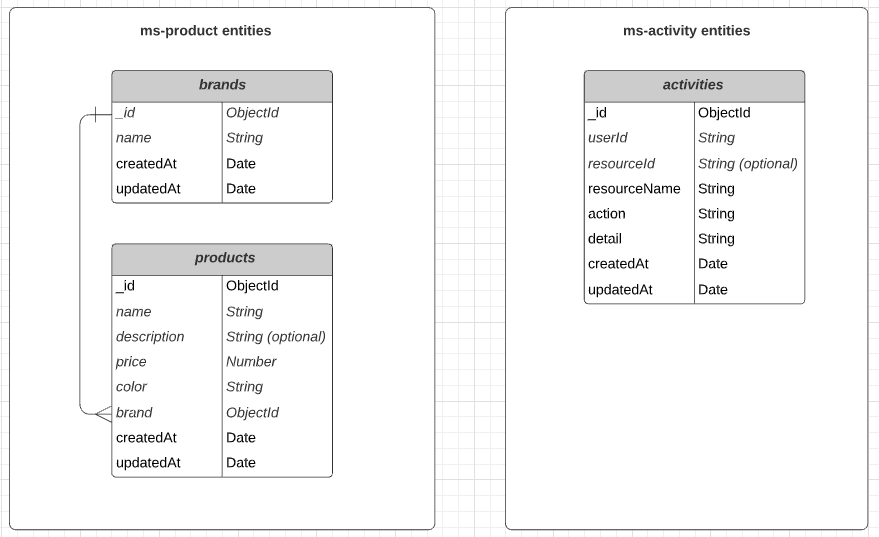 ms-product entities
brands
_id ObjectId
name String
createdAt Date
updatedAt Date
products
_id ObjectId
name String
description String (optional)
price Number
color String
brand ObjectId
createdAt Date
updatedAt Date
ms-activity entities
activities
_id ObjectId
userId String
resourceId String (optional)
resourceName String
action String
detail String
createdAt Date
updatedAt Date